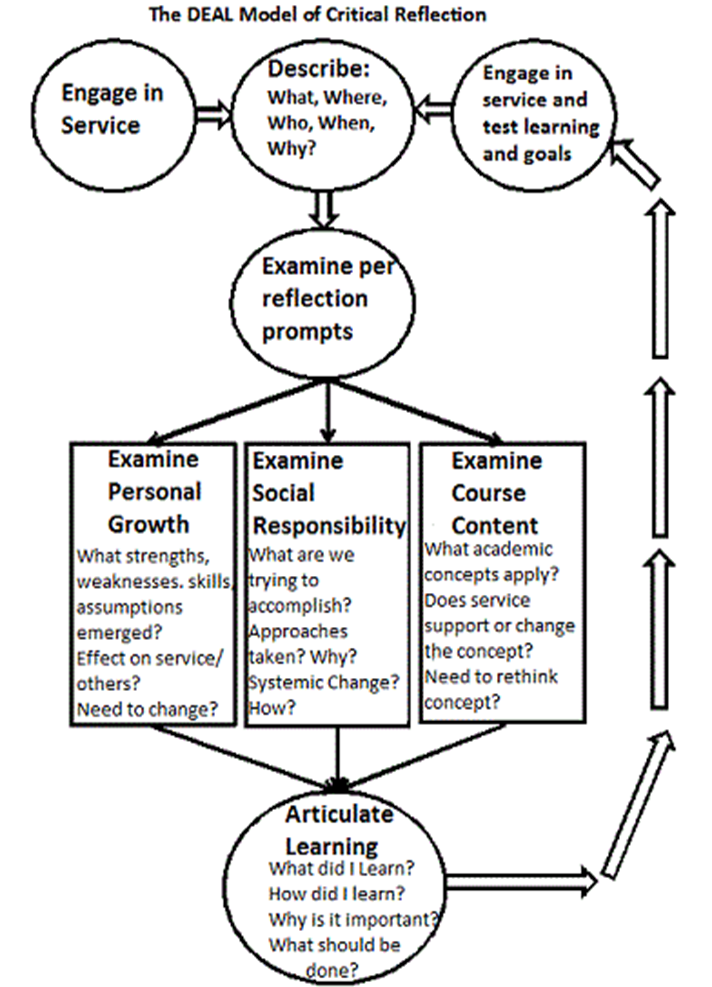 The DEAL Model of Critical Reflection
Engage in
Service
Describe:
What, Where,
Who, When,
Why?
Engage in
service and
test learning
and goals
Examine per
reflection
prompts
Examine
Personal
Growth
What strengths,
weaknesses. skills,
assumptions
emerged?
Effect on service/
others?
Need to change?
Examine
Social
Responsibility
What are we
trying to
accomplish?
Approaches
taken? Why?
Systemic Change?
How?
Examine
Course
Content
What academic
concepts apply?
Does service
support or change
the concept?
Need to rethink
concept?
Articulate
Learning
What did I Learn?
How did I learn?
Why is it important?
What should be
done?